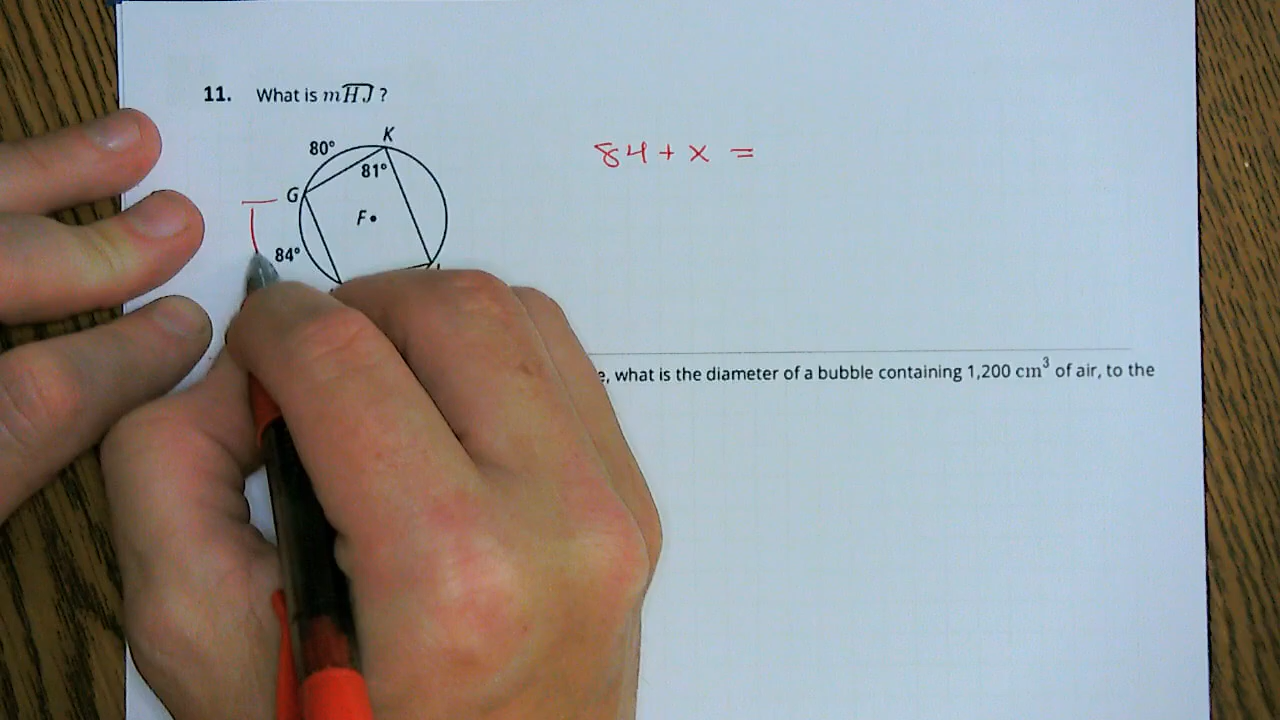 11. What is mHJ ?
K
80°
81°
84 + x =
G
F
84°
, what is the diameter of a bubble containing 1,200 cm³ of air, to the